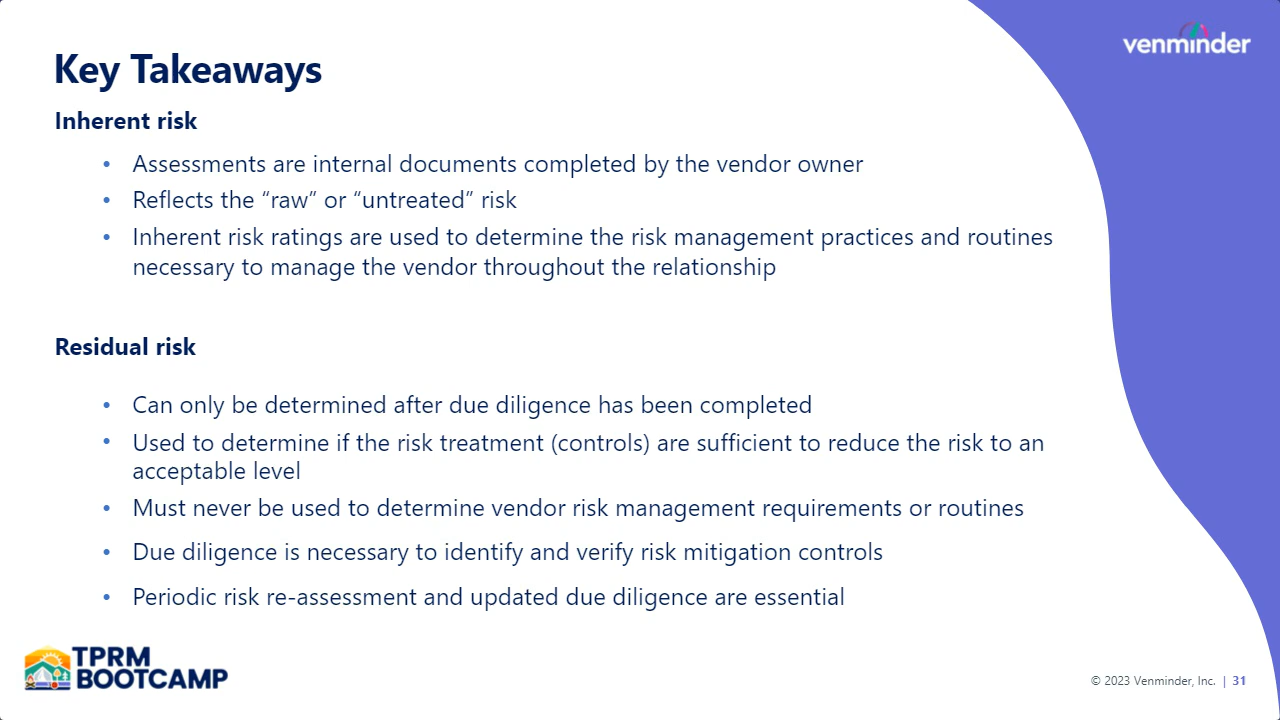 venminder
Key Takeaways
Inherent risk
• Assessments are internal documents completed by the vendor owner
• Reflects the “raw” or “untreated” risk
• Inherent risk ratings are used to determine the risk management practices and routines
necessary to manage the vendor throughout the relationship
Residual risk
• Can only be determined after due diligence has been completed
• Used to determine if the risk treatment (controls) are sufficient to reduce the risk to an
acceptable level
• Must never be used to determine vendor risk management requirements or routines
• Due diligence is necessary to identify and verify risk mitigation controls
• Periodic risk re-assessment and updated due diligence are essential
TPRM
BOOTCAMP
© 2023 Venminder, Inc. | 31